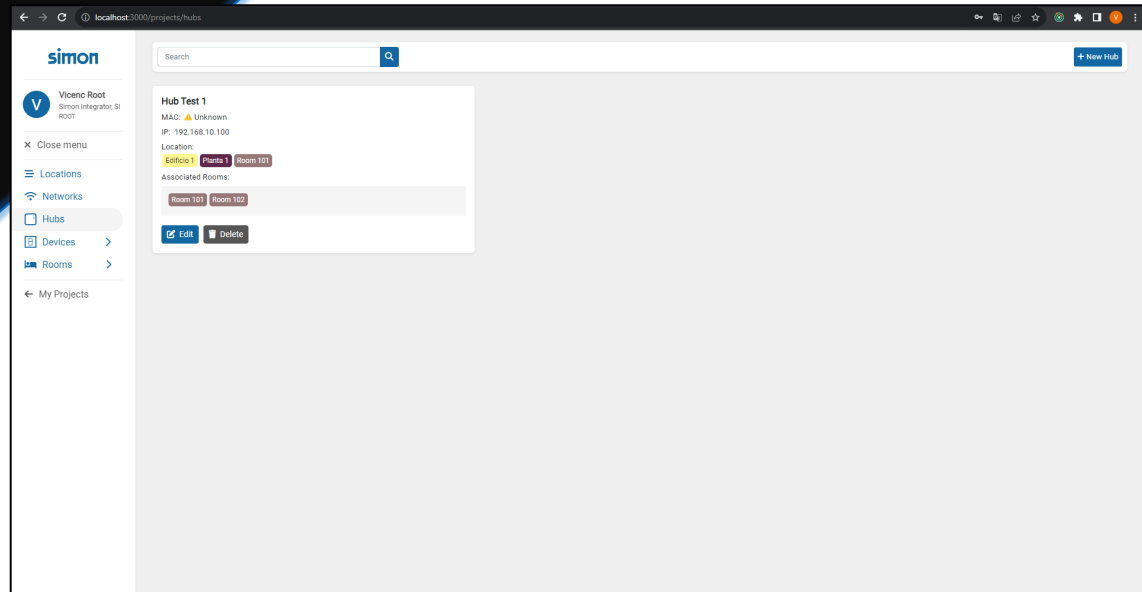 localhost:3000/projects/hubs
V
simon
V
Vicenc Root
Simon Integrator, SI
ROOT
Close menu
Locations
Networks
Hubs
Devices
Rooms
My Projects
Search
+ New Hub
Hub Test 1
MAC: Unknown
IP: 192.168.10.100
Location:
Edificio 1 Planta 1 Room 101
Associated Rooms:
Room 101 Room 102
Edit Delete